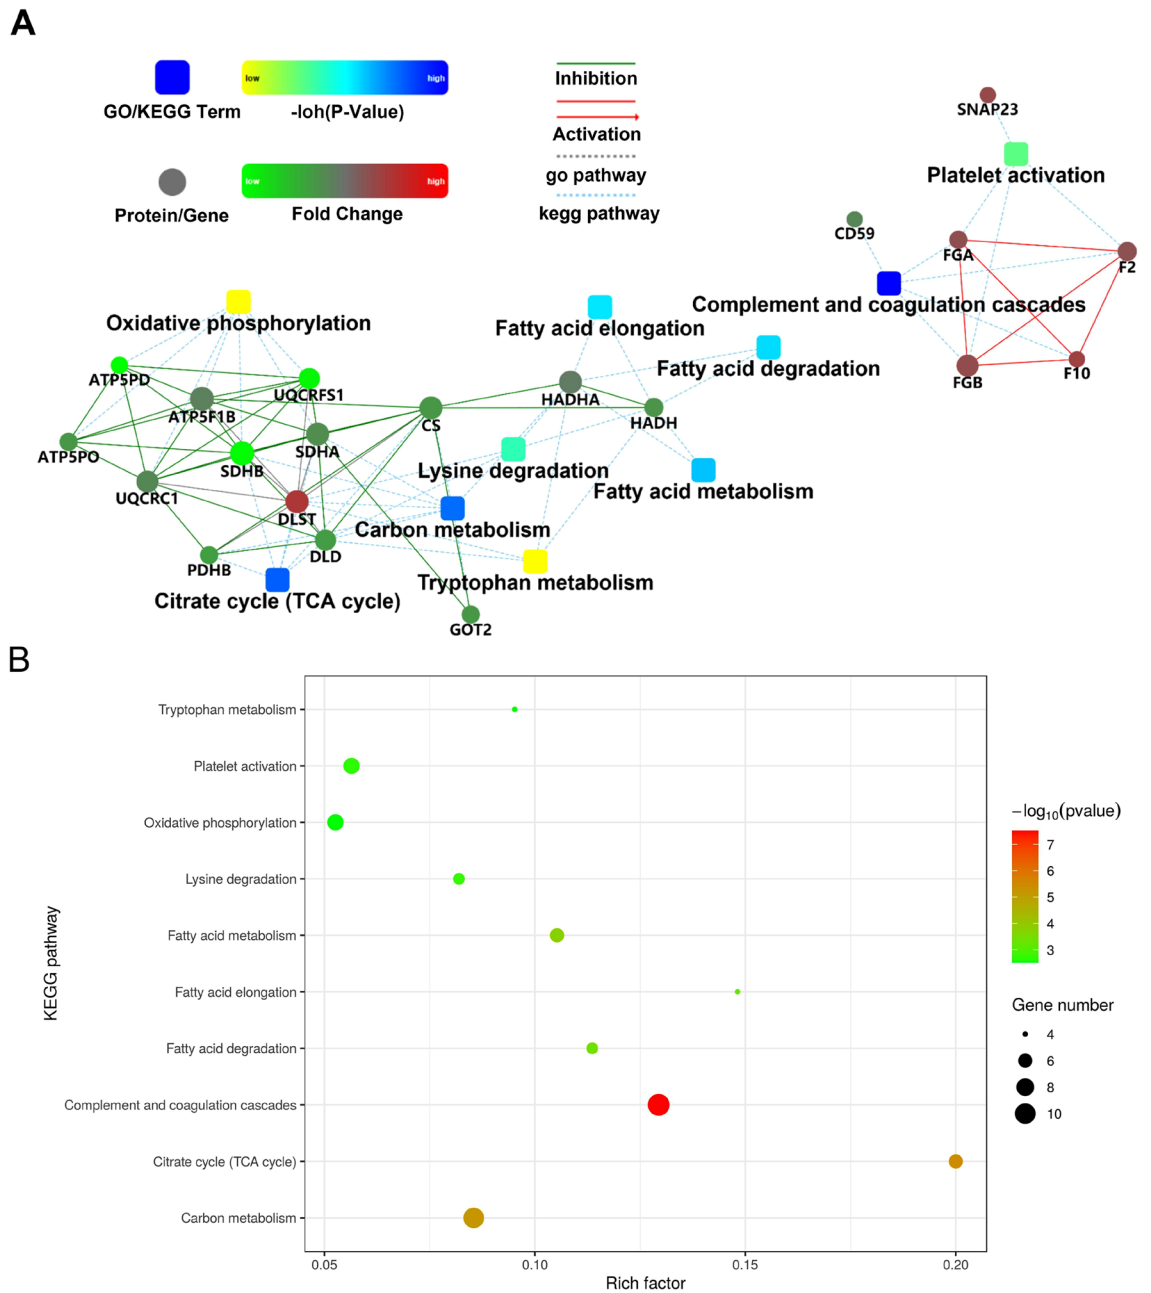 A
low high
GO/KEGG Term
-loh(P-Value)
low high
Protein/Gene
Fold Change
Inhibition
Activation
go pathway
kegg pathway
SNAP23
Platelet activation
CD59
FGA
F2
Complement and coagulation cascades
FGB
F10
Oxidative phosphorylation
Fatty acid elongation
Fatty acid degradation
ATP5PD
UQCRFS1
HADHA
ATP5F1B
CS
HADH
ATP5PO
SDHB
SDHA
Lysine degradation
Fatty acid metabolism
UQCRC1
DLST
Carbon metabolism
PDHB
DLD
Tryptophan metabolism
Citrate cycle (TCA cycle)
GOT2
B
KEGG pathway
Tryptophan metabolism
Platelet activation
Oxidative phosphorylation
Lysine degradation
Fatty acid metabolism
Fatty acid elongation
Fatty acid degradation
Complement and coagulation cascades
Citrate cycle (TCA cycle)
Carbon metabolism
0.05 0.10 0.15 0.20
Rich factor
−log10(pvalue)
7
6
5
4
3
Gene number
4
6
8
10